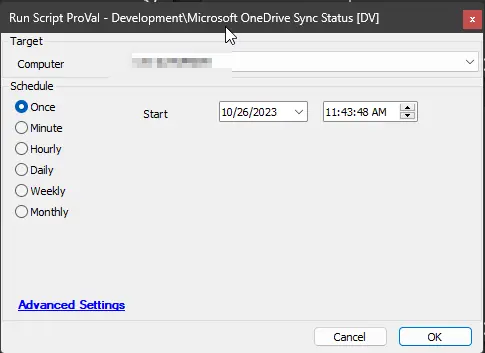 Run Script ProVal - Development\Microsoft OneDrive Sync Status [DV]
x
Target
Computer
Schedule
Once
Start
10/26/2023
11:43:48 AM
Minute
Hourly
Daily
Weekly
Monthly
Advanced Settings
Cancel
OK